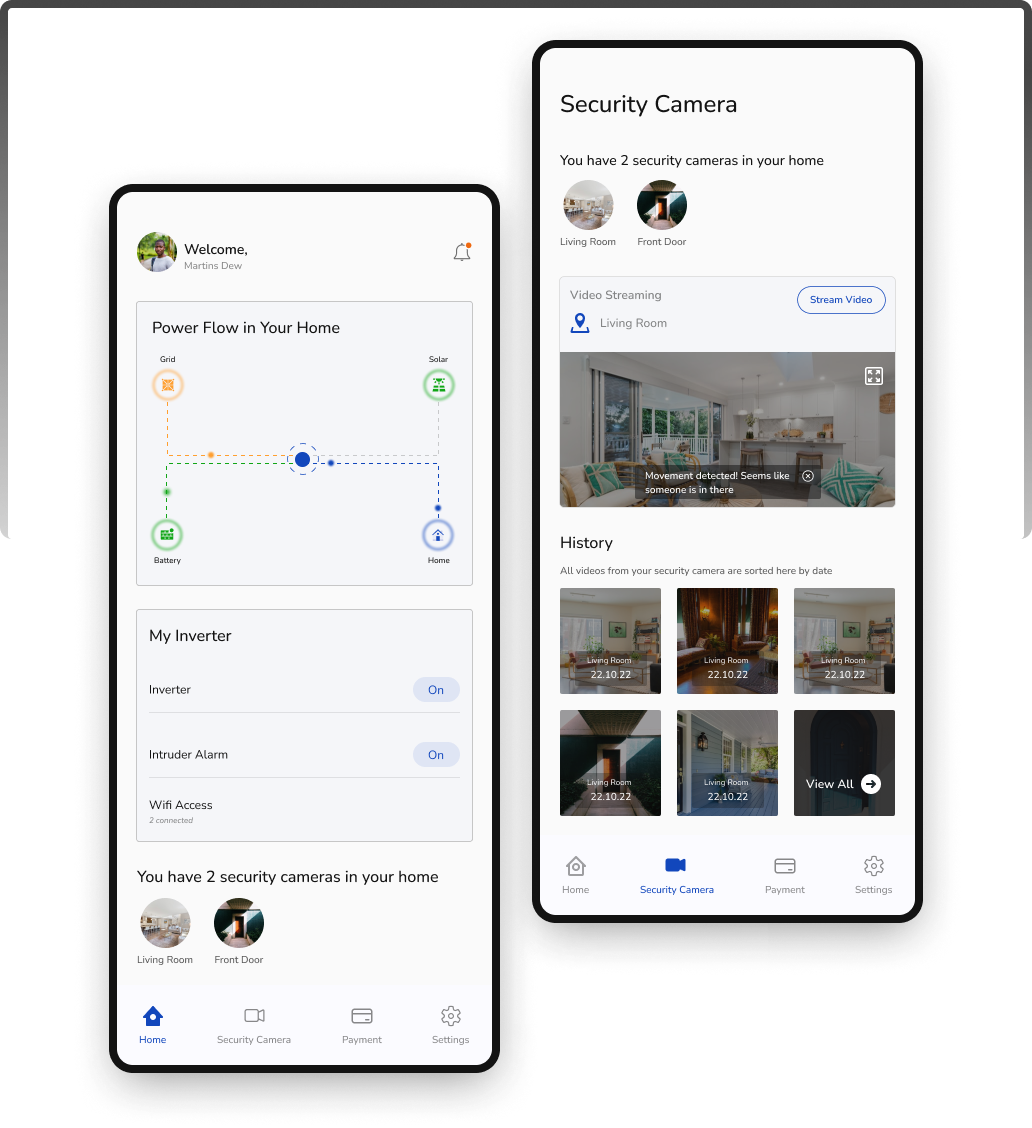 Welcome,
Martins Dew
Power Flow in Your Home
Grid
Solar
Battery
Home
My Inverter
Inverter
On
Intruder Alarm
On
Wifi Access
2 connected
You have 2 security cameras in your home
Living Room
Front Door
Home
Security Camera
Payment
Settings
Security Camera
You have 2 security cameras in your home
Living Room
Front Door
Video Streaming
Stream Video
Living Room
Movement detected! Seems like
someone is in there
History
All videos from your security camera are sorted here by date
Living Room
22.10.22
Living Room
22.10.22
Living Room
22.10.22
Living Room
22.10.22
Living Room
22.10.22
View All
Home
Security Camera
Payment
Settings